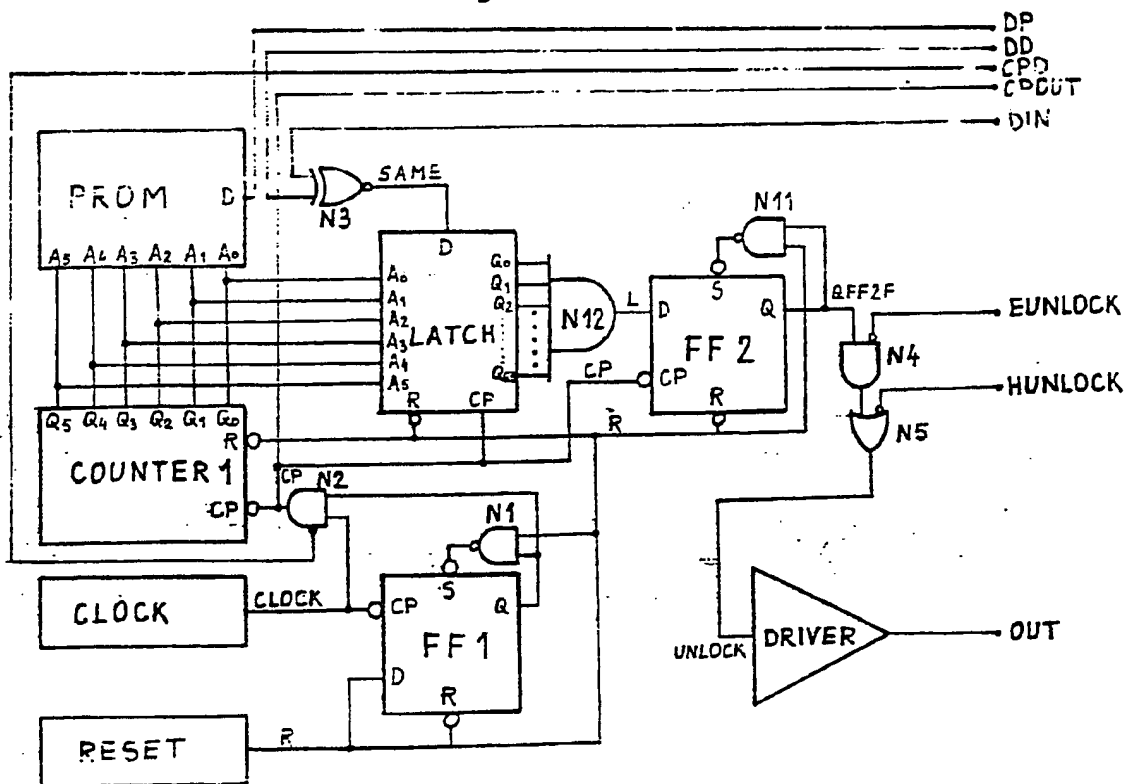 DP
DD
CPD
CPOUT
DIN
PROM
D
A5 A4 A3 A2 A1 A0
N3
SAME
D
A0
A1
A2
A3
A4
A5
LATCH
Q0
Q1
Q2
R
CP
N12
L
N11
S
D
Q
FF 2
CP
R
CP
QFF2F
EUNLOCK
N4
HUNLOCK
N5
R
Q5 Q4 Q3 Q2 Q1 Q0
R
COUNTER 1
CP
CP
N2
N1
CLOCK
CLOCK
S
CP
Q
FF1
D
R
RESET
R
UNLOCK
DRIVER
OUT